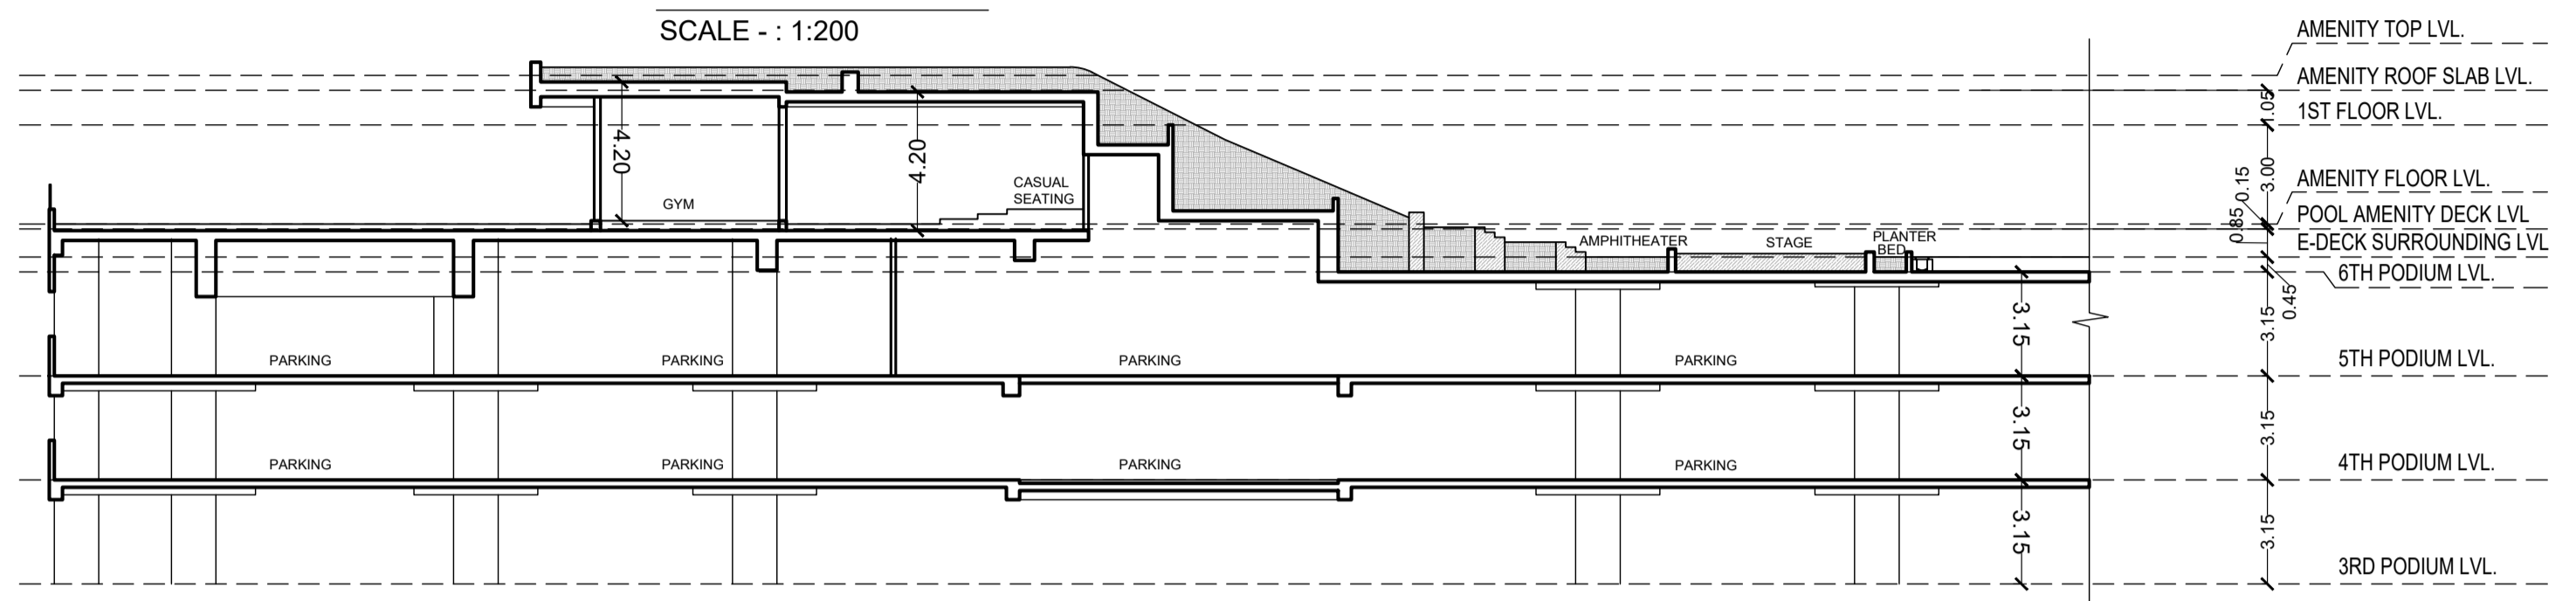 SCALE - : 1:200
AMENITY TOP LVL.
AMENITY ROOF SLAB LVL.
1.05
1ST FLOOR LVL.
4.20
4.20
3.00
0.15
AMENITY FLOOR LVL.
CASUAL
SEATING
GYM
0.85
POOL AMENITY DECK LVL
AMPHITHEATER
STAGE
PLANTER
BED
E-DECK SURROUNDING LVL
6TH PODIUM LVL.
0.45
3.15
3.15
PARKING
PARKING
PARKING
PARKING
5TH PODIUM LVL.
3.15
3.15
PARKING
PARKING
PARKING
PARKING
4TH PODIUM LVL.
3.15
3.15
3RD PODIUM LVL.